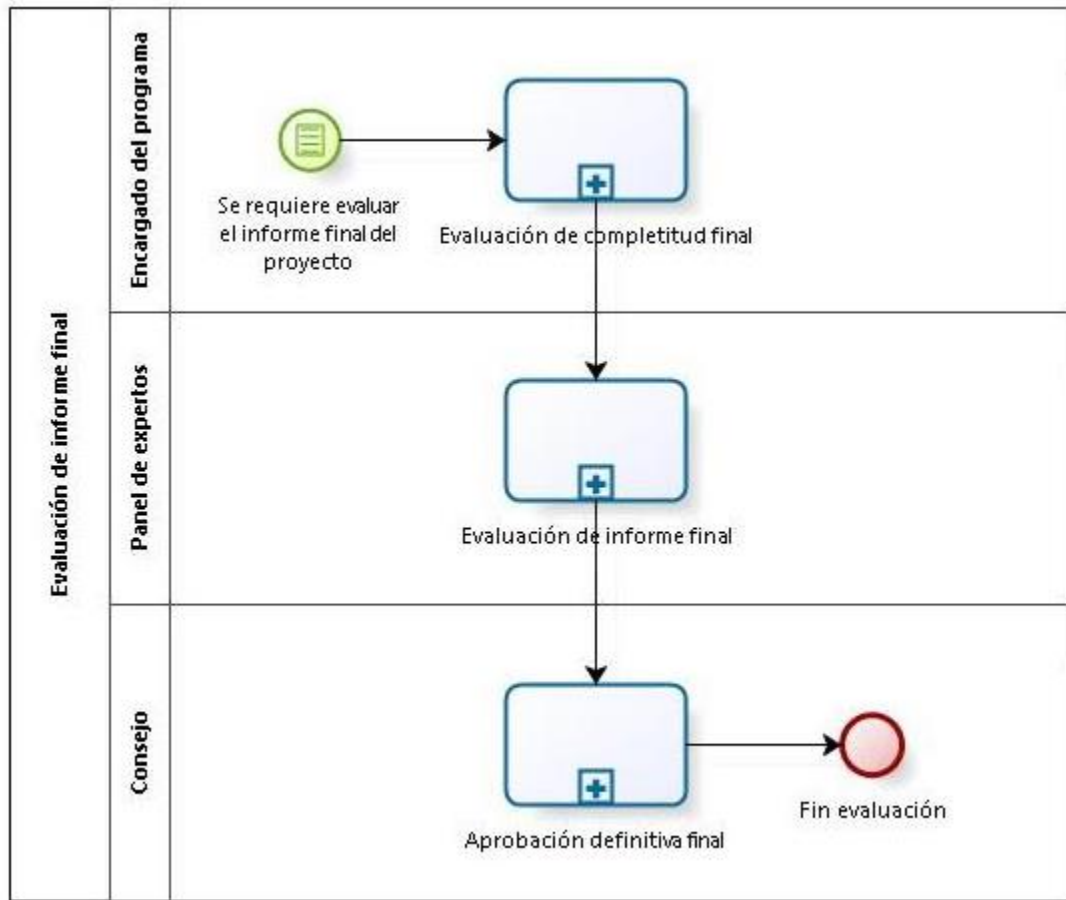 Evaluación de informe final
Encargado del programa
Se requiere evaluar
el informe final del
proyecto
Evaluación de completitud final
Panel de expertos
Evaluación de informe final
Consejo
Aprobación definitiva final
Fin evaluación